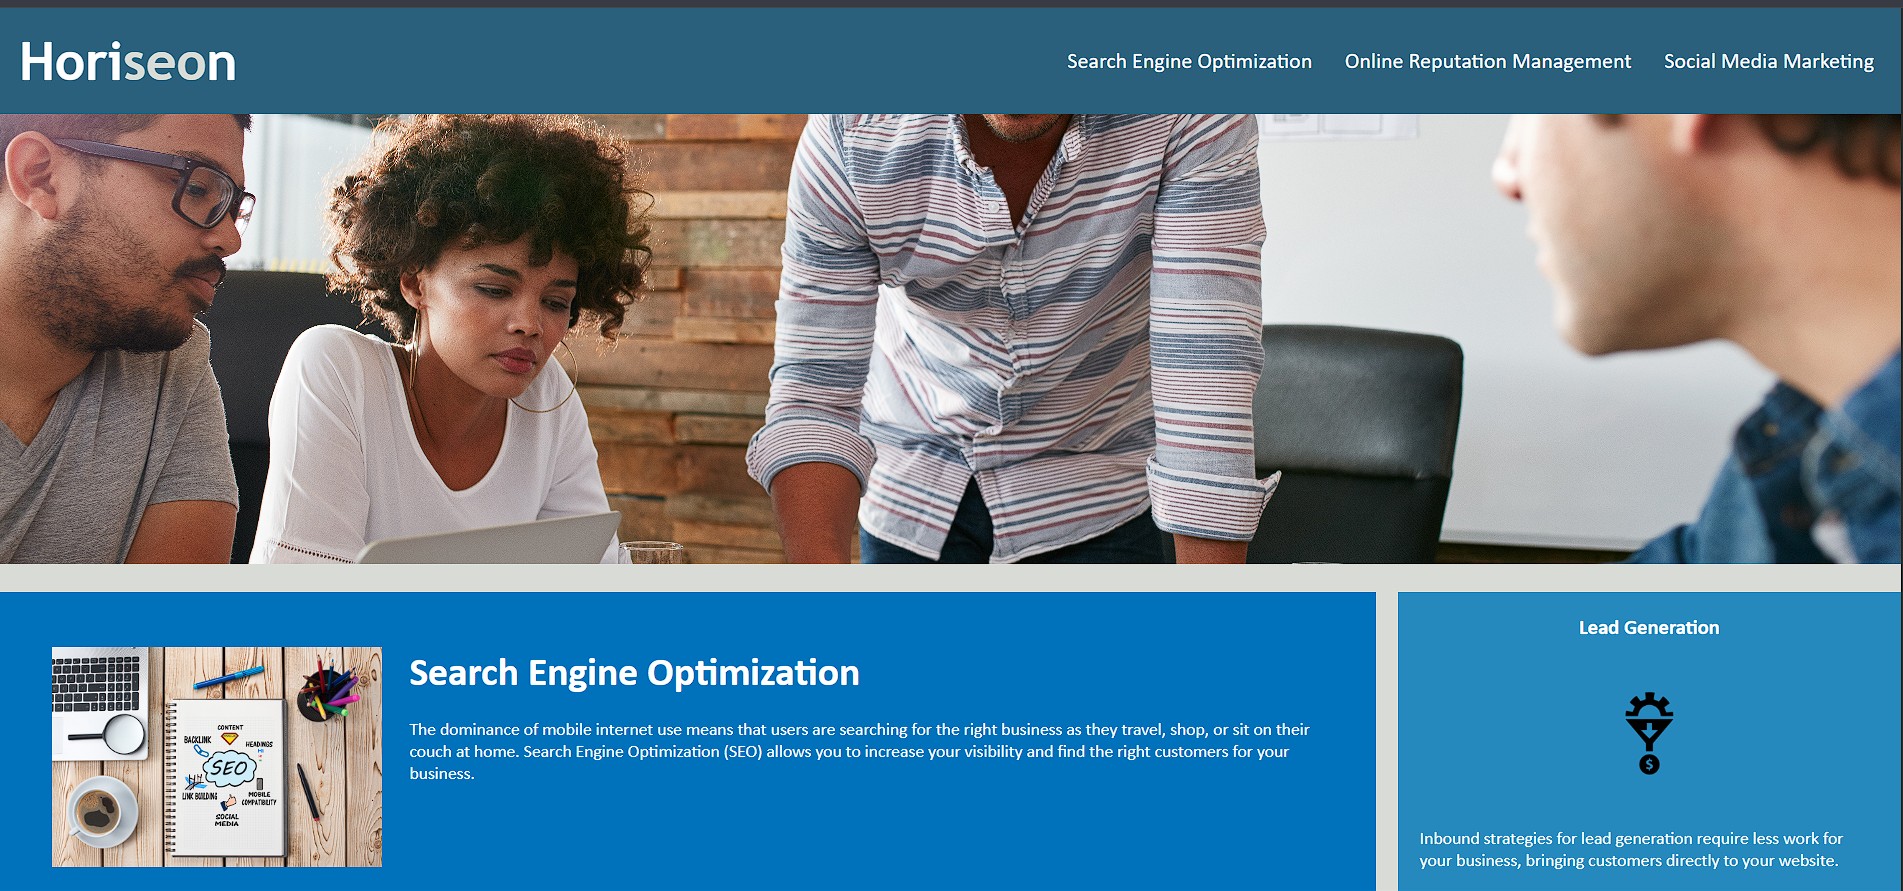 Horiseon
Search Engine Optimization
Online Reputation Management
Social Media Marketing
Search Engine Optimization
The dominance of mobile internet use means that users are searching for the right business as they travel, shop, or sit on their
couch at home. Search Engine Optimization (SEO) allows you to increase your visibility and find the right customers for your
business.
CONTENT
BACKLINK
HEADINGS
H1
SEO
LINK BUILDING
MOBILE
COMPATIBILITY
SOCIAL
MEDIA
Lead Generation
$
Inbound strategies for lead generation require less work for
your business, bringing customers directly to your website.